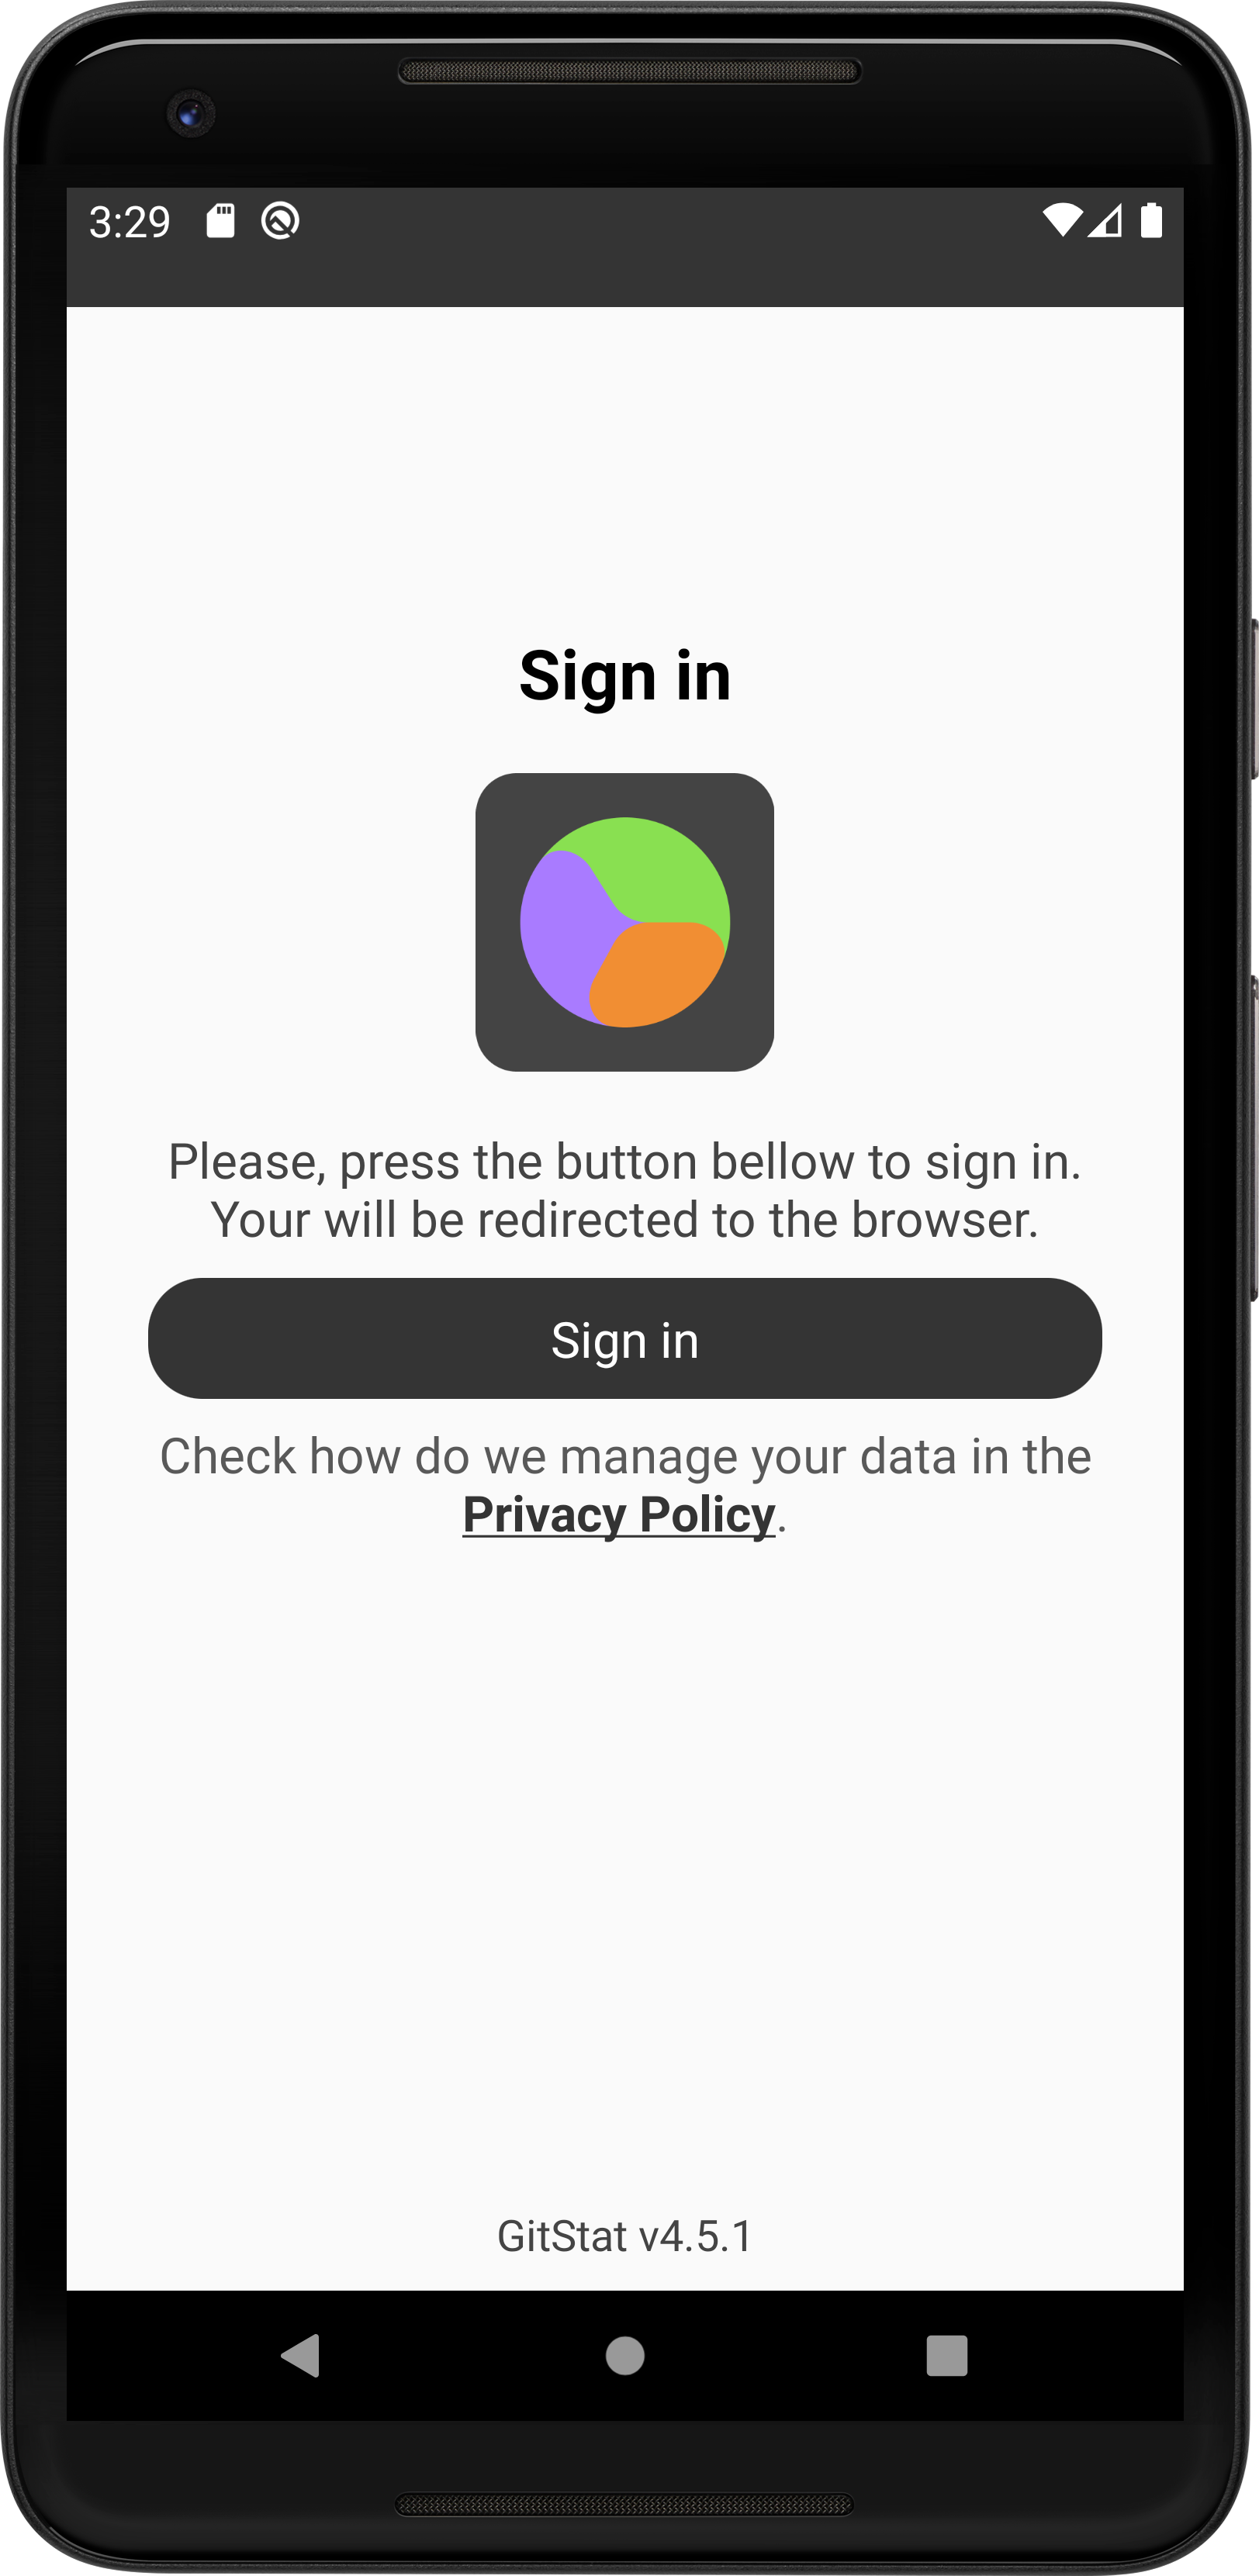 3:29
Sign in
Please, press the button bellow to sign in.
Your will be redirected to the browser.
Sign in
Check how do we manage your data in the
Privacy Policy.
GitStat v4.5.1